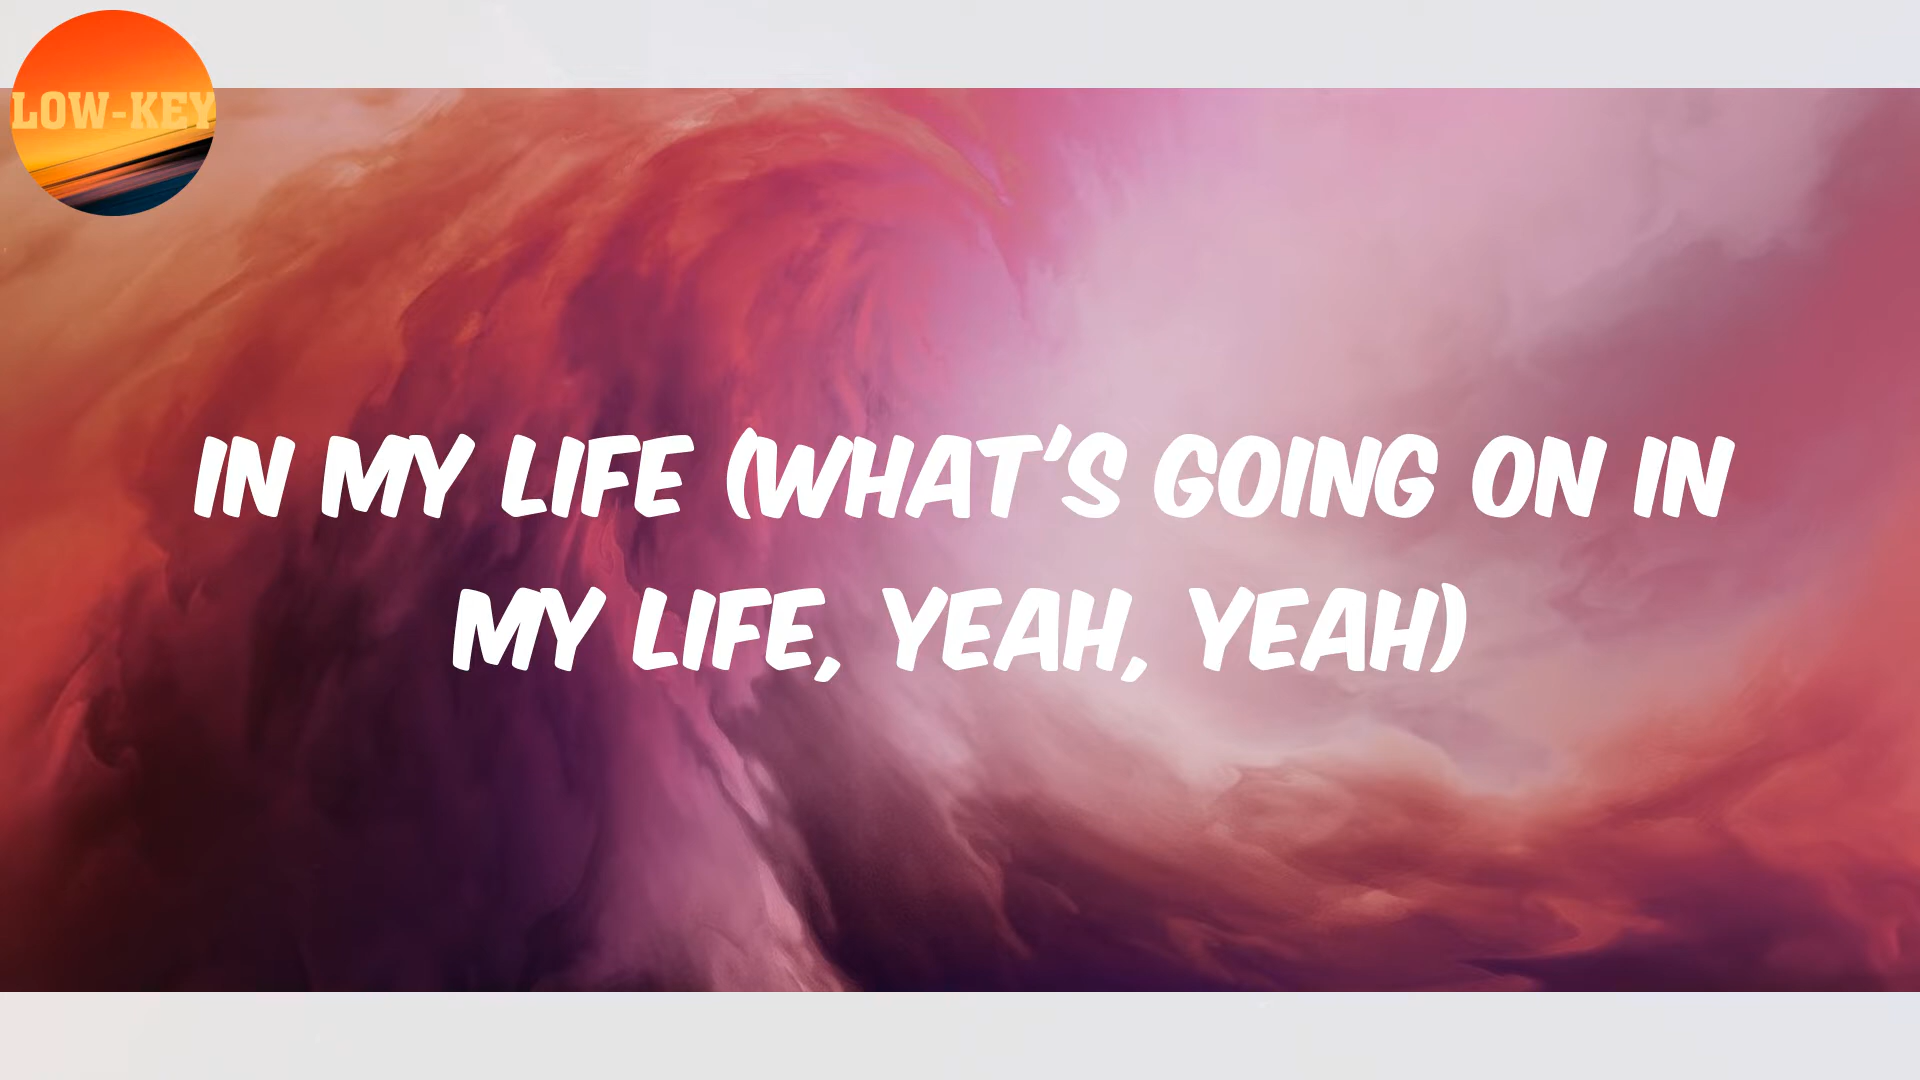 LOW-KEY
IN MY LIFE (WHAT'S GOING ON IN
MY LIFE, YEAH, YEAH)